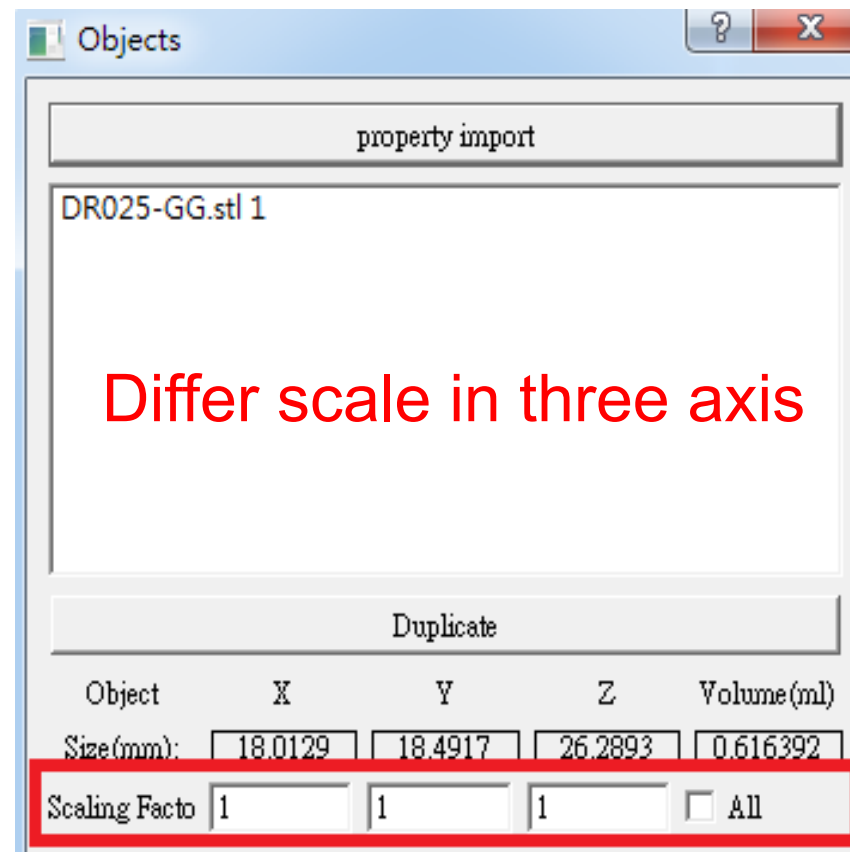 Objects
property import
DR025-GG.stl 1
Differ scale in three axis
Duplicate
Object X Y Z Volume(ml)
Size(mm): 18.0129 18.4917 26.2893 0.616392
Scaling Facto 1 1 1 All